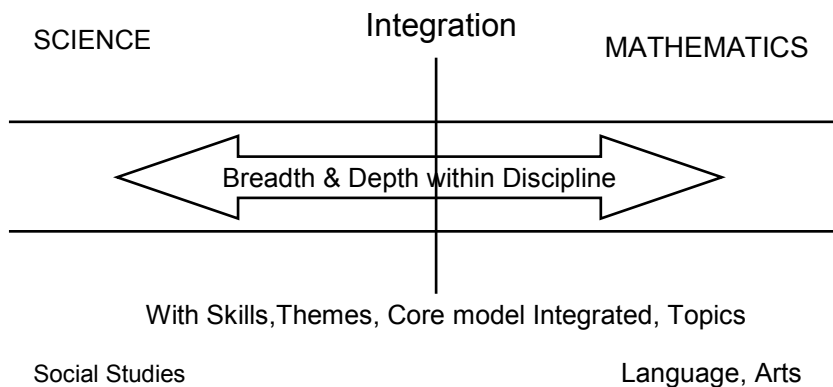 Integration
SCIENCE
MATHEMATICS
Breadth & Depth within Discipline
With Skills,Themes, Core model Integrated, Topics
Social Studies
Language, Arts